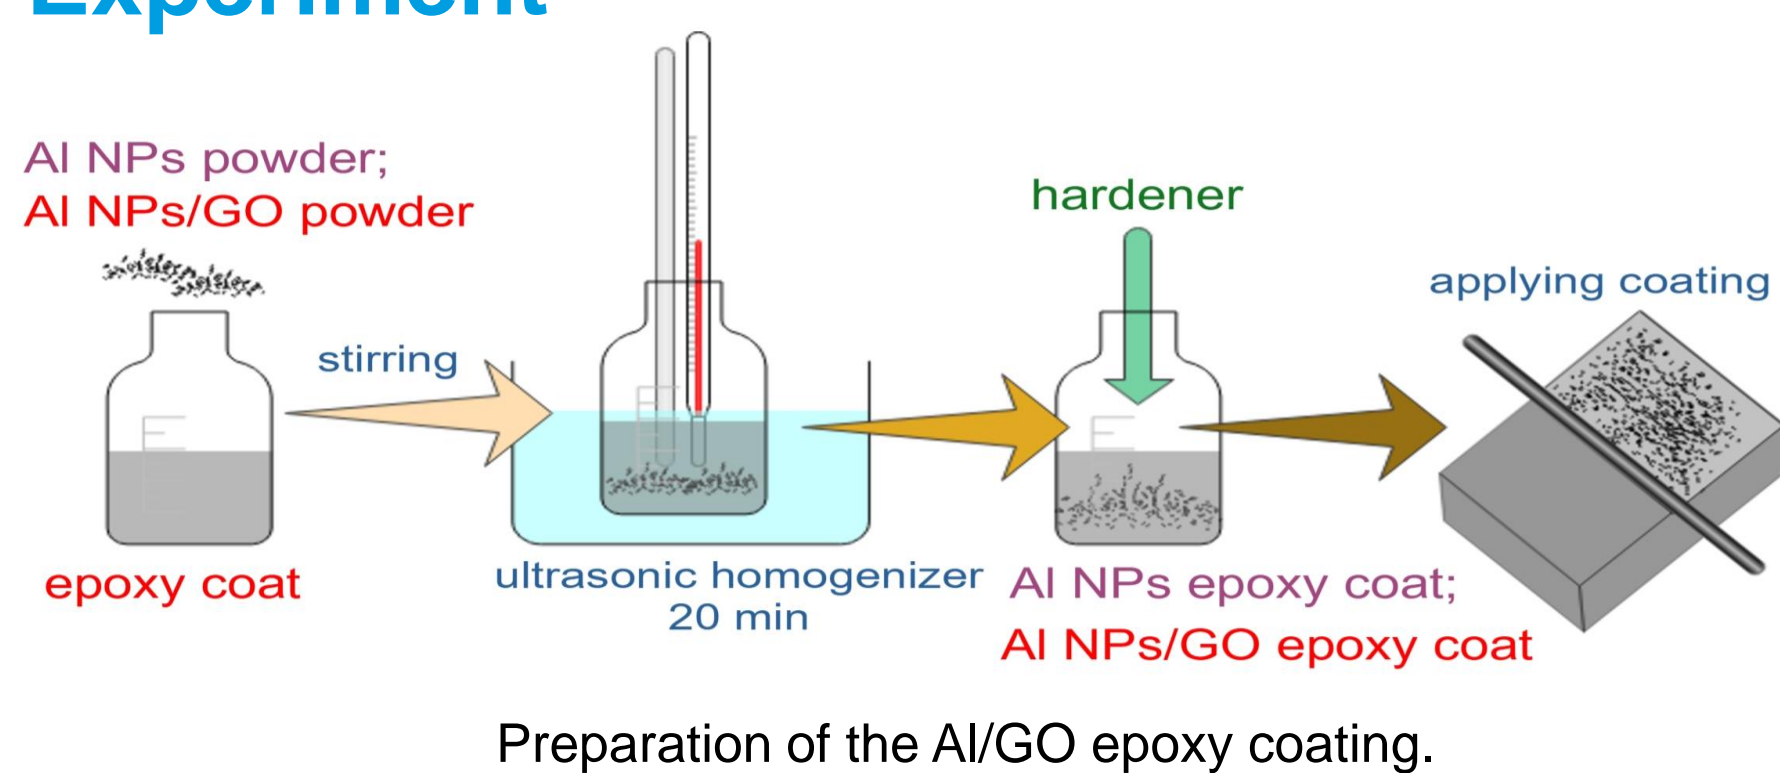 Experiment
Al NPs powder;
Al NPs/GO powder
hardener
applying coating
stirring
epoxy coat
ultrasonic homogenizer
20 min
Al NPs epoxy coat;
Al NPs/GO epoxy coat
Preparation of the Al/GO epoxy coating.